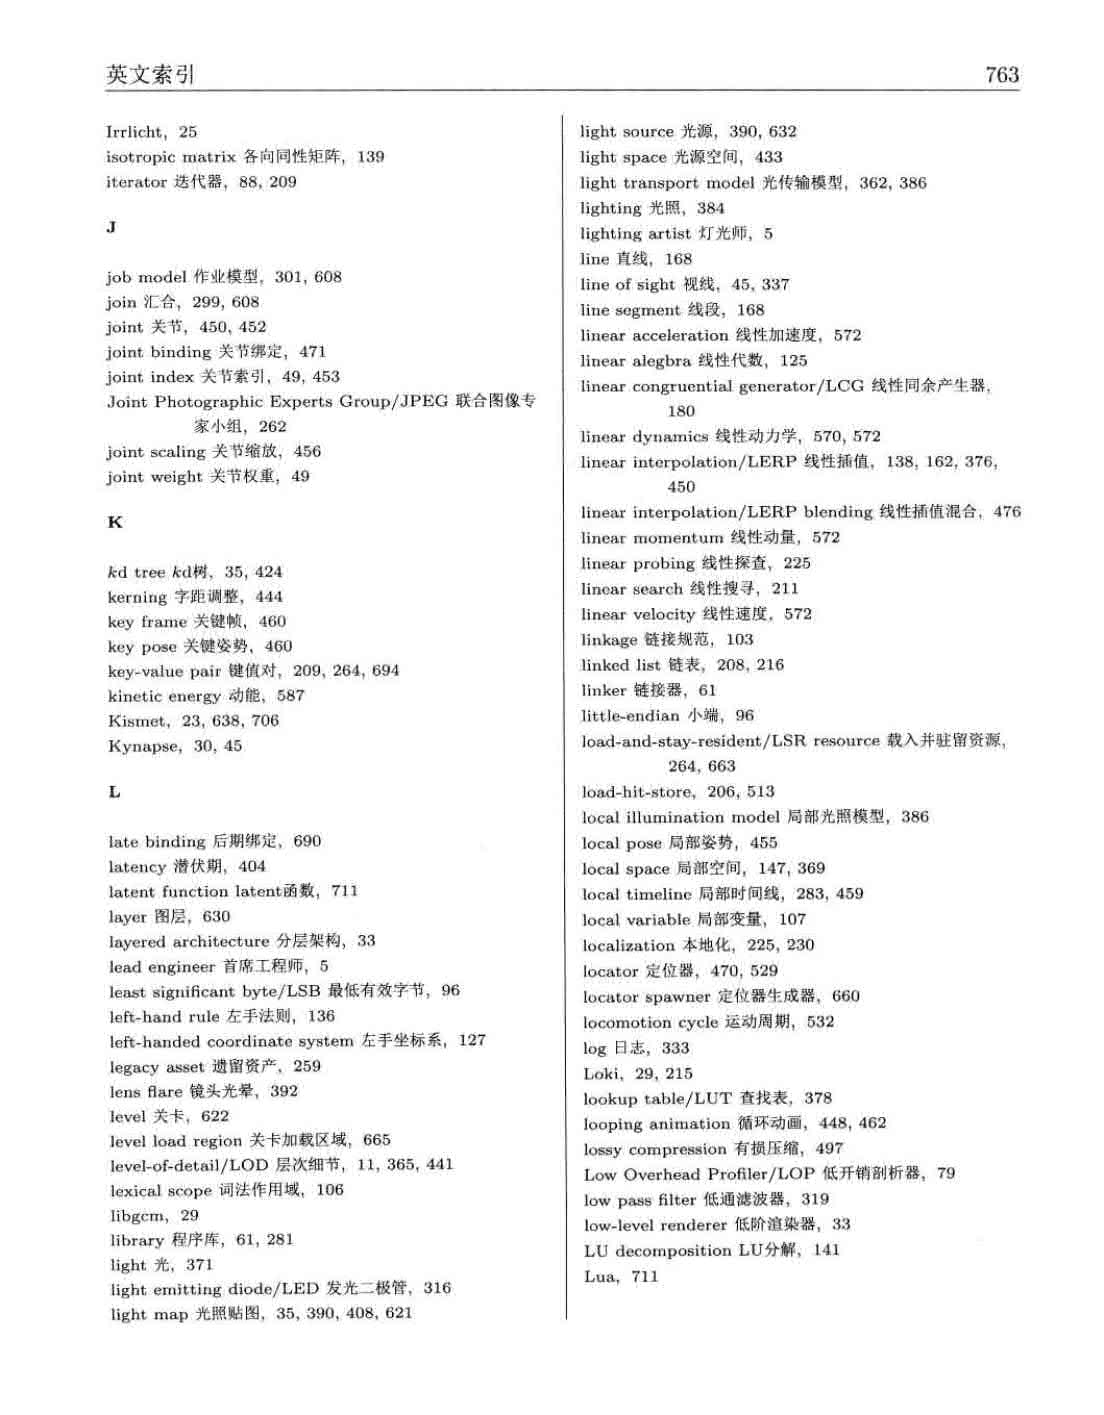 英文索引
763
Irrlicht, 25
isotropic matrix 各向同性矩阵, 139
iterator 迭代器, 88, 209
J
job model 作业模型, 301, 608
join 汇合, 299, 608
joint 关节, 450, 452
joint binding 关节绑定, 471
joint index 关节索引, 49, 453
Joint Photographic Experts Group/JPEG 联合图像专
家小组, 262
joint scaling 关节缩放, 456
joint weight 关节权重, 49
K
kd tree kd树, 35, 424
kerning 字距调整, 444
key frame 关键帧, 460
key pose 关键姿势, 460
key-value pair 键值对, 209, 264, 694
kinetic energy 动能, 587
Kismet, 23, 638, 706
Kynapse, 30, 45
L
late binding 后期绑定, 690
latency 潜伏期, 404
latent function latent函数, 711
layer 图层, 630
layered architecture 分层架构, 33
lead engineer 首席工程师, 5
least significant byte/LSB 最低有效字节, 96
left-hand rule 左手法则, 136
left-handed coordinate system 左手坐标系, 127
legacy asset 遗留资产, 259
lens flare 镜头光晕, 392
level 关卡, 622
level load region 关卡加载区域, 665
level-of-detail/LOD 层次细节, 11, 365, 441
lexical scope 词法作用域, 106
libgcm, 29
library 程序库, 61, 281
light 光, 371
light emitting diode/LED 发光二极管, 316
light map 光照贴图, 35, 390, 408, 621
light source 光源, 390, 632
light space 光源空间, 433
light transport model 光传输模型, 362, 386
lighting 光照, 384
lighting artist 灯光师, 5
line 直线, 168
line of sight 视线, 45, 337
line segment 线段, 168
linear acceleration 线性加速度, 572
linear alegbra 线性代数, 125
linear congruential generator/LCG 线性同余产生器,
180
linear dynamics 线性动力学, 570, 572
linear interpolation/LERP 线性插值, 138, 162, 376,
450
linear interpolation/LERP blending 线性插值混合, 476
linear momentum 线性动量, 572
linear probing 线性探查, 225
linear search 线性搜寻, 211
linear velocity 线性速度, 572
linkage 链接规范, 103
linked list 链表, 208, 216
linker 链接器, 61
little-endian 小端, 96
load-and-stay-resident/LSR resource 载入并驻留资源,
264, 663
load-hit-store, 206, 513
local illumination model 局部光照模型, 386
local pose 局部姿势, 455
local space 局部空间, 147, 369
local timeline 局部时间线, 283, 459
local variable 局部变量, 107
localization 本地化, 225, 230
locator 定位器, 470, 529
locator spawner 定位器生成器, 660
locomotion cycle 运动周期, 532
log 日志, 333
Loki, 29, 215
lookup table/LUT 查找表, 378
looping animation 循环动画, 448, 462
lossy compression 有损压缩, 497
Low Overhead Profiler/LOP 低开销剖析器, 79
low pass filter 低通滤波器, 319
low-level renderer 低阶渲染器, 33
LU decomposition LU分解, 141
Lua, 711